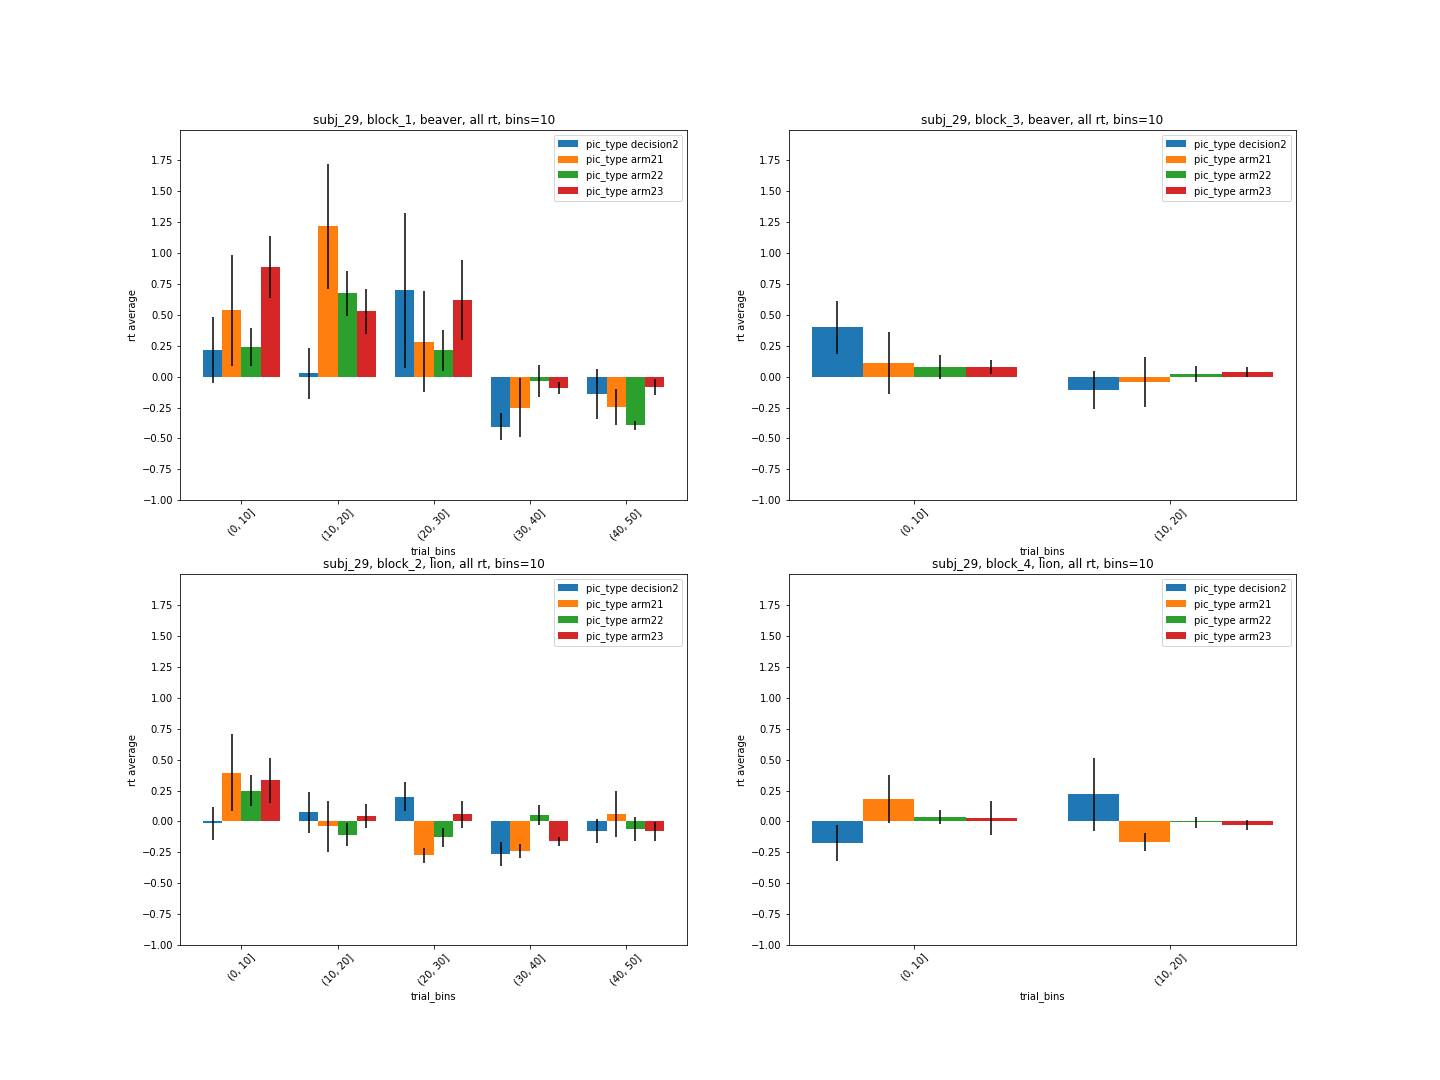 subj_29, block_1, beaver, all rt, bins=10
pic_type decision2
pic_type arm21
pic_type arm22
pic_type arm23
1.75
1.50
1.25
1.00
0.75
0.50
0.25
0.00
−0.25
−0.50
−0.75
−1.00
rt average
(0, 10]
(10, 20]
(20, 30]
(30, 40]
(40, 50]
trial_bins
subj_29, block_3, beaver, all rt, bins=10
pic_type decision2
pic_type arm21
pic_type arm22
pic_type arm23
1.75
1.50
1.25
1.00
0.75
0.50
0.25
0.00
−0.25
−0.50
−0.75
−1.00
rt average
(0, 10]
(10, 20]
trial_bins
subj_29, block_2, lion, all rt, bins=10
pic_type decision2
pic_type arm21
pic_type arm22
pic_type arm23
1.75
1.50
1.25
1.00
0.75
0.50
0.25
0.00
−0.25
−0.50
−0.75
−1.00
rt average
(0, 10]
(10, 20]
(20, 30]
(30, 40]
(40, 50]
trial_bins
subj_29, block_4, lion, all rt, bins=10
pic_type decision2
pic_type arm21
pic_type arm22
pic_type arm23
1.75
1.50
1.25
1.00
0.75
0.50
0.25
0.00
−0.25
−0.50
−0.75
−1.00
rt average
(0, 10]
(10, 20]
trial_bins